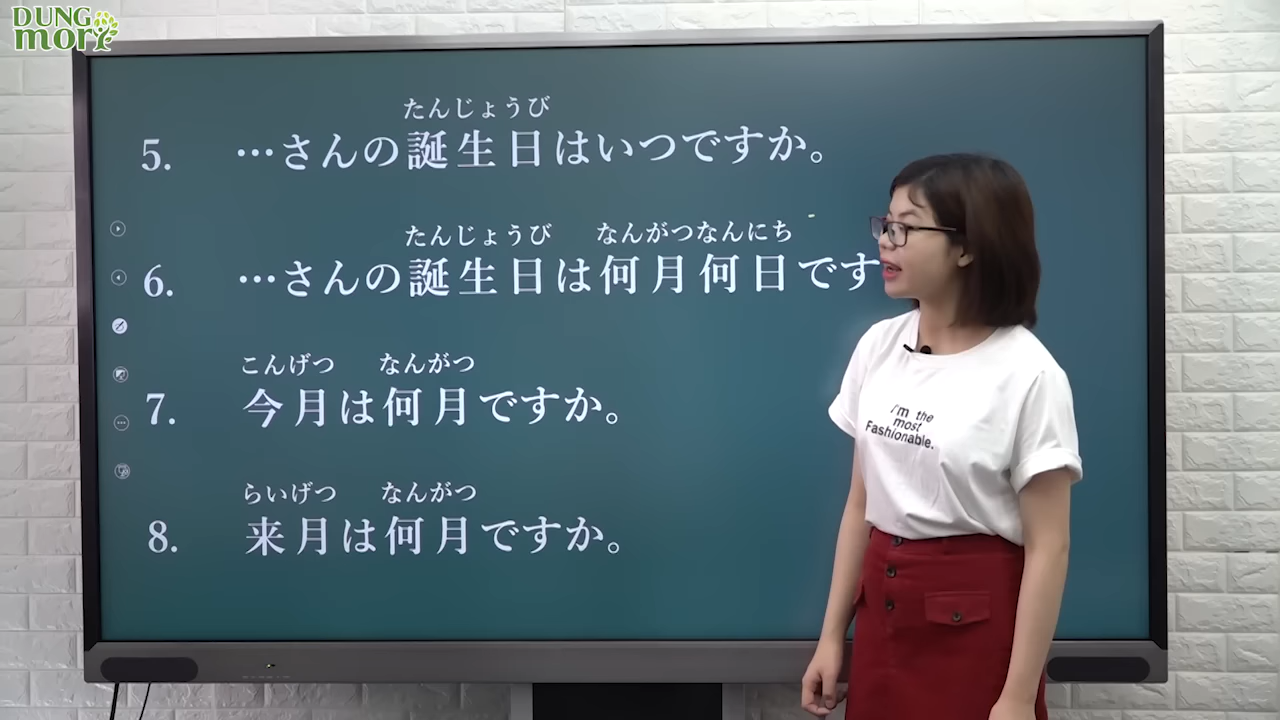 DUNG
mori
たんじょうび
5. …さんの誕生日はいつですか。
たんじょうび なんがつなんにち
6. …さんの誕生日は何月何日です
こんげつ なんがつ
7. 今月は何月ですか。
らいげつ なんがつ
8. 来月は何月ですか。
I'm the
most
Fashionable.